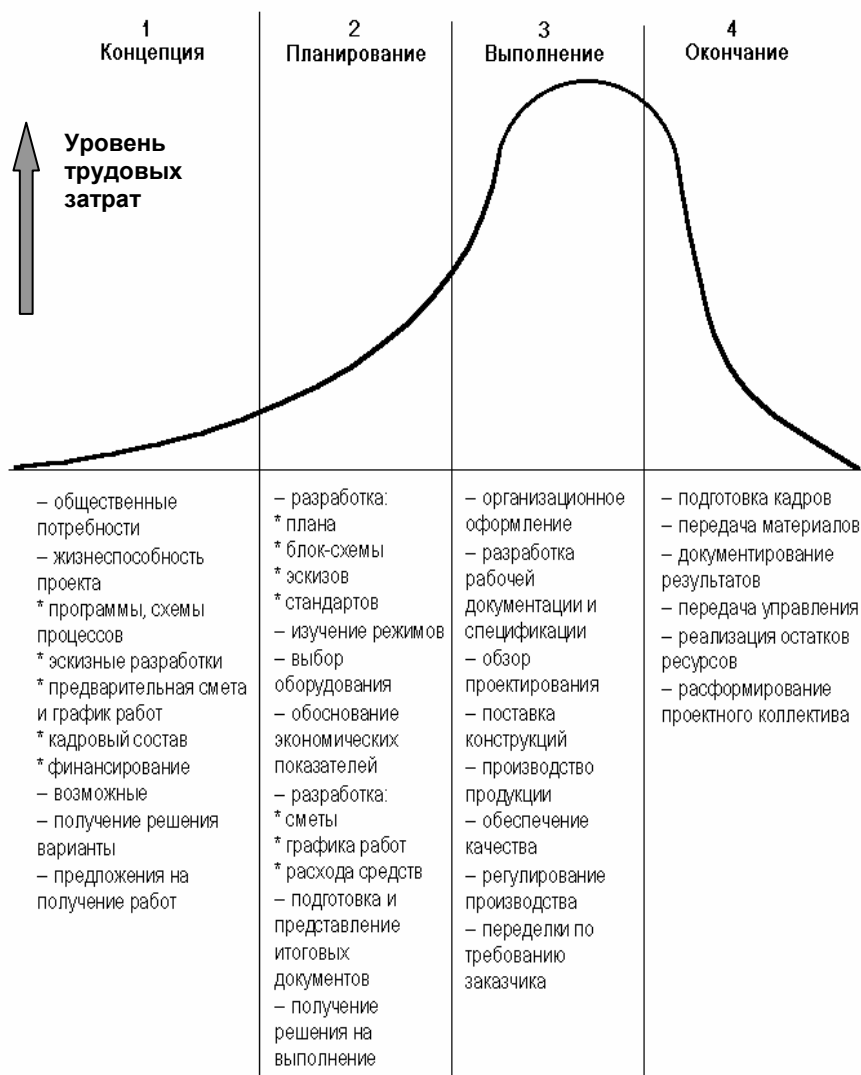 1
Концепция
2
Планирование
3
Выполнение
4
Окончание
Уровень
трудовых
затрат
– общественные
потребности
– жизнеспособность
проекта
* программы, схемы
процессов
* эскизные разработки
* предварительная смета
и график работ
* кадровый состав
* финансирование
– возможные
– получение решения
варианты
– предложения на
получение работ
– разработка:
* плана
* блок-схемы
* эскизов
* стандартов
– изучение режимов
– выбор
оборудования
– обоснование
экономических
показателей
– разработка:
* сметы
* графика работ
* расхода средств
– подготовка и
представление
итоговых
документов
– получение
решения на
выполнение
– организационное
оформление
– разработка
рабочей
документации и
спецификации
– обзор
проектирования
– поставка
конструкций
– производство
продукции
– обеспечение
качества
– регулирование
производства
– переделки по
требованию
заказчика
– подготовка кадров
– передача материалов
– документирование
результатов
– передача управления
– реализация остатков
ресурсов
– расформирование
проектного коллектива